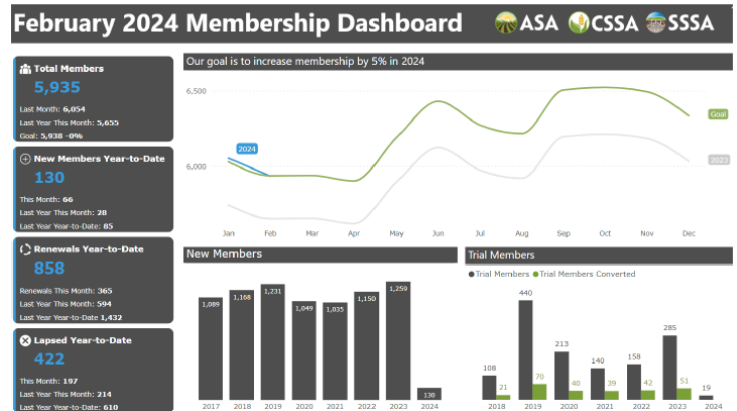 February 2024 Membership Dashboard
ASA
CSSA
SSSA
Total Members
5,935
Last Month: 6,054
Last Year This Month: 5,655
Goal: 5,938 -0%
New Members Year-to-Date
130
This Month: 66
Last Year This Month: 28
Last Year Year-to-Date: 85
Renewals Year-to-Date
858
Renewals This Month: 365
Last Year This Month: 594
Last Year Year-to-Date 1,432
Lapsed Year-to-Date
422
This Month: 197
Last Year This Month: 214
Last Year Year-to-Date: 610
Our goal is to increase membership by 5% in 2024
6,500
6,000
2024
Goal
2023
Jan Feb Mar Apr May Jun Jul Aug Sep Oct Nov Dec
New Members
1,089 1,168 1,231 1,049 1,035 1,150 1,259 130
2017 2018 2019 2020 2021 2022 2023 2024
Trial Members
Trial Members Trial Members Converted
108 21 440 70 213 40 140 39 158 42 285 51 19
2018 2019 2020 2021 2022 2023 2024